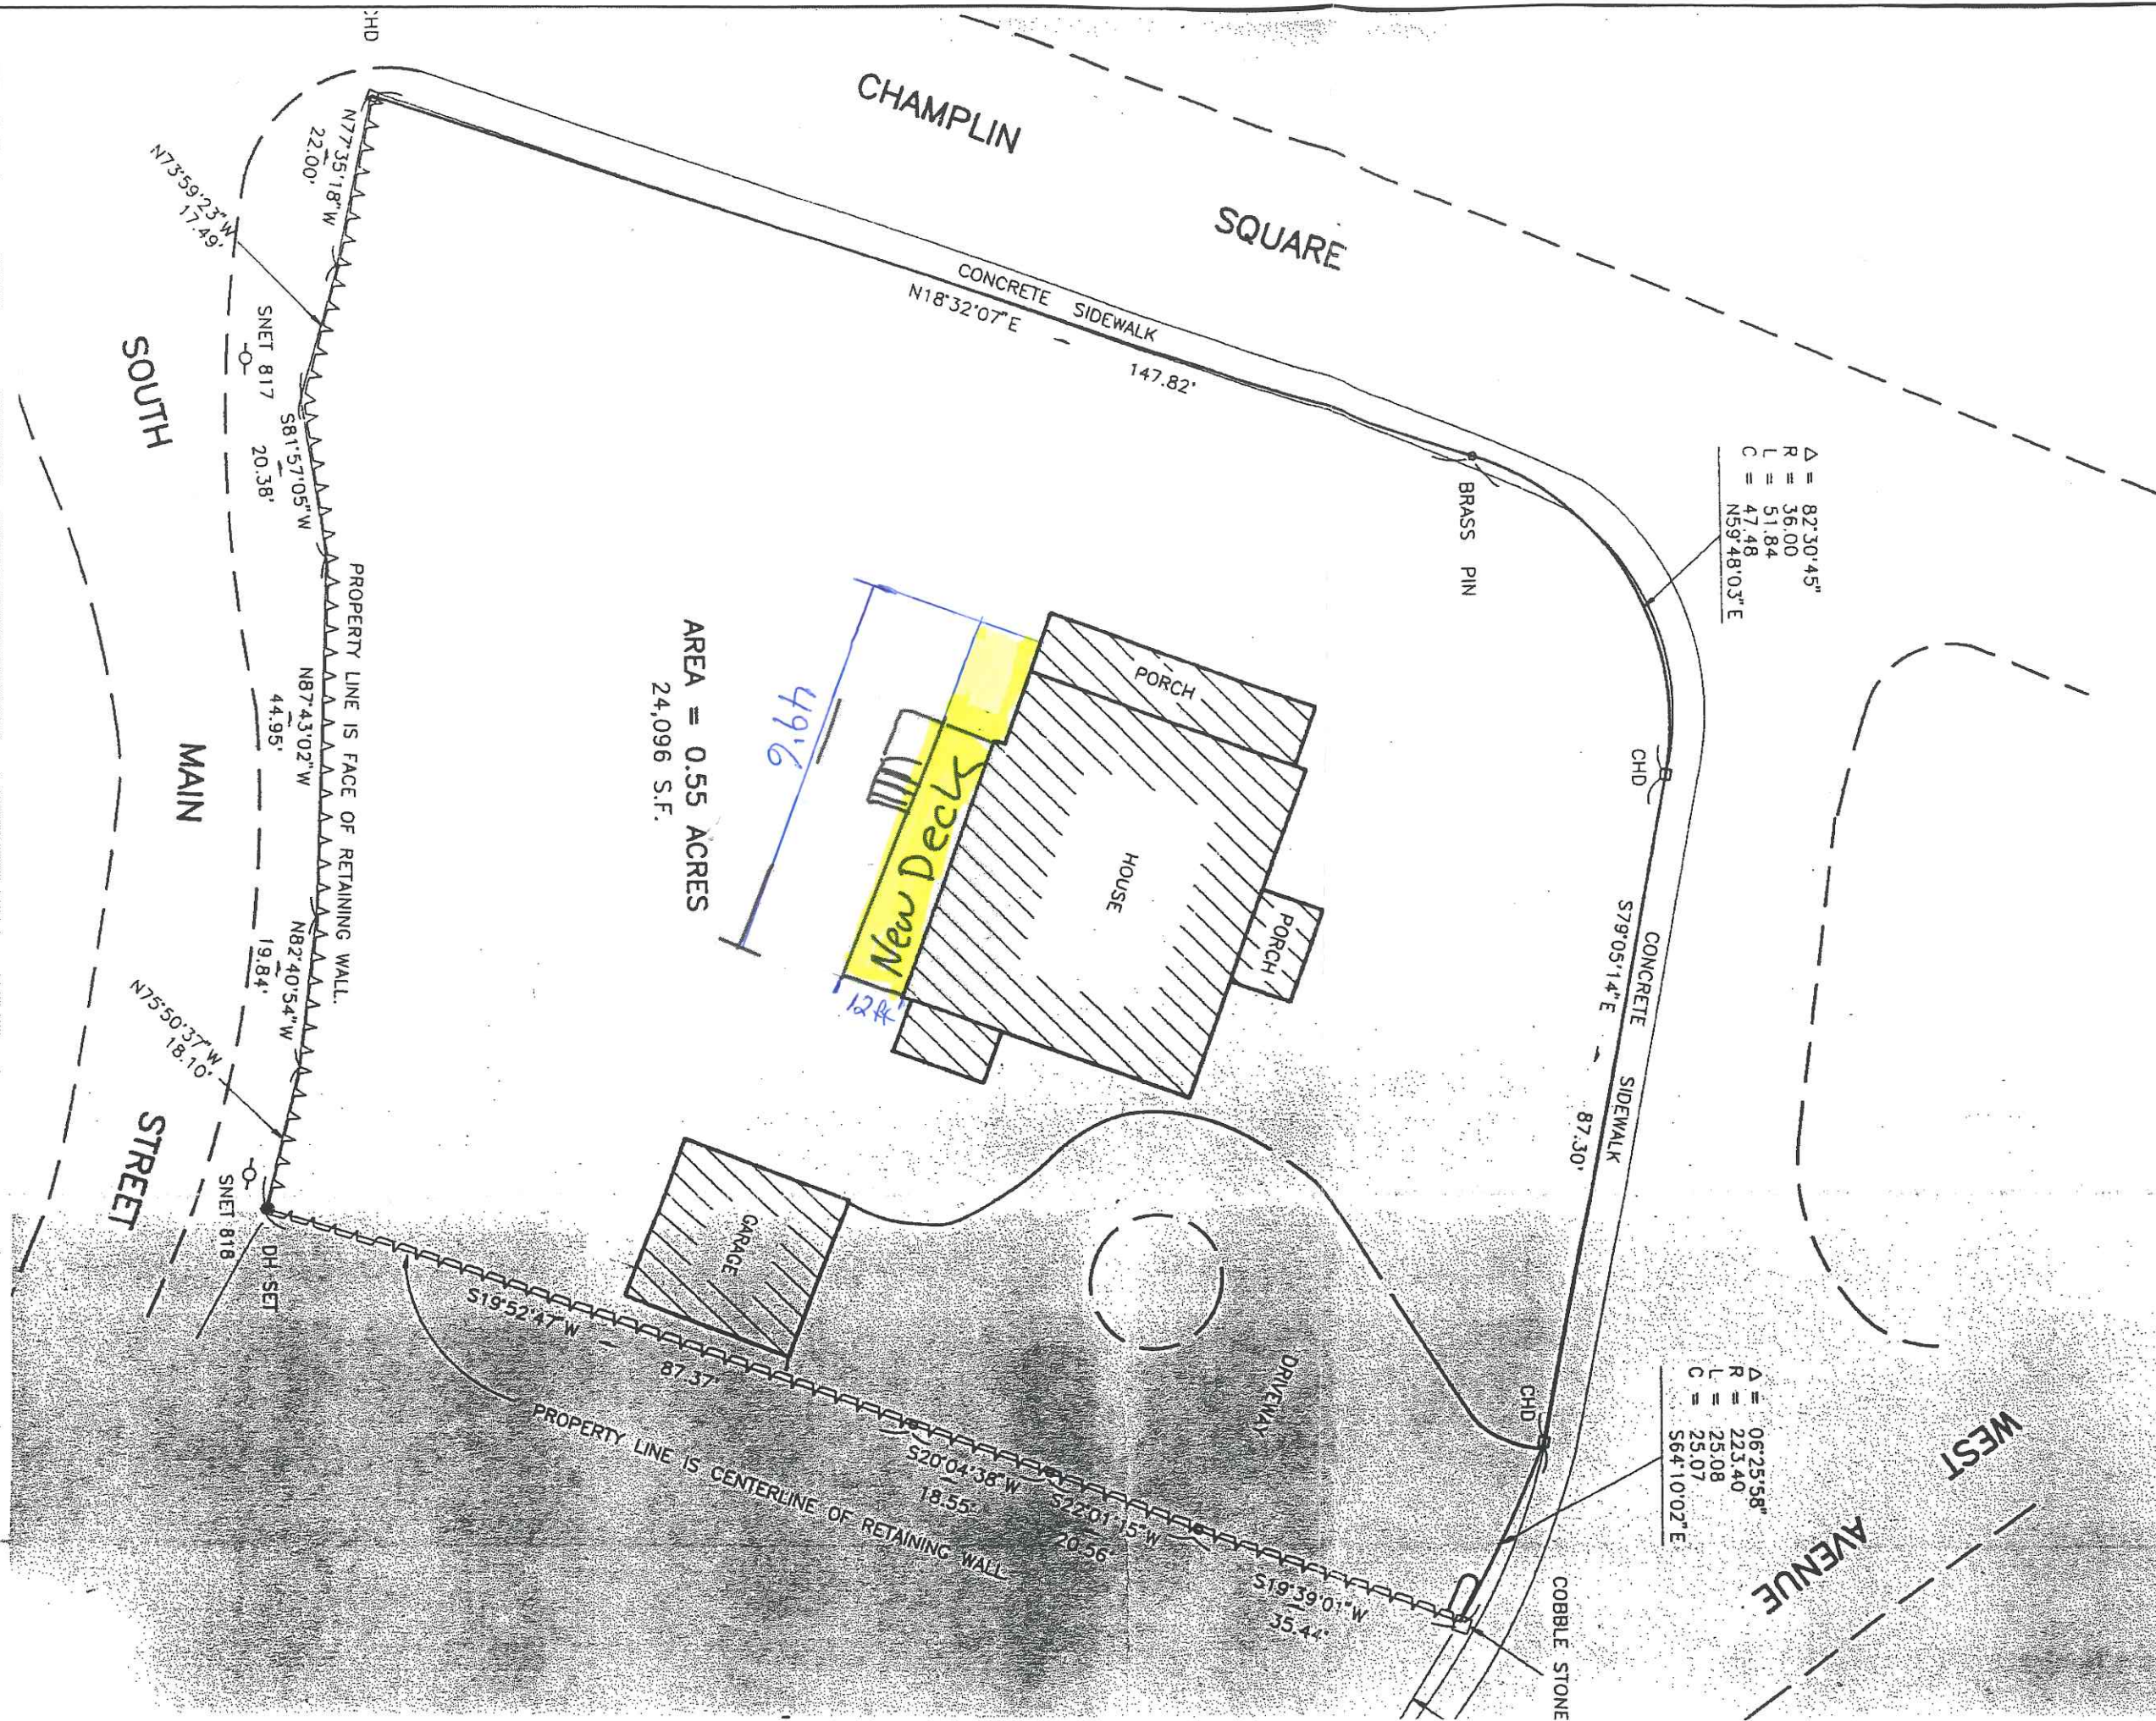 CHD
CHAMPLIN
SQUARE
CONCRETE SIDEWALK
N18°32'07"E - 147.82'
BRASS PIN
Δ = 82°30'45"
R = 36.00
L = 51.84
C = 47.48
N59°48'03"E
CHD
CONCRETE SIDEWALK
S79°05'14"E - 87.30'
CHD
Δ = 06°25'58"
R = 223.40
L = 25.08
C = 25.07
S64°10'02"E
WEST
AVENUE
COBBLE STONE
PORCH
HOUSE
PORCH
New Deck
12 ft
AREA = 0.55 ACRES
24,096 S.F.
GARAGE
DRIVEWAY
N77°35'18"W
22.00'
N73°59'23"W
17.49'
SNET 817
S81°57'05"W
20.38'
PROPERTY LINE IS FACE OF RETAINING WALL.
N87°43'02"W
44.95'
N82°40'54"W
19.84'
N75°50'37"W
18.10'
SNET 818
DH SET
SOUTH
MAIN
STREET
S19°52'47"W - 87.37'
PROPERTY LINE IS CENTERLINE OF RETAINING WALL
S20°04'38"W
18.55'
S22°01'15"W
20.56'
S19°39'01"W
35.44'